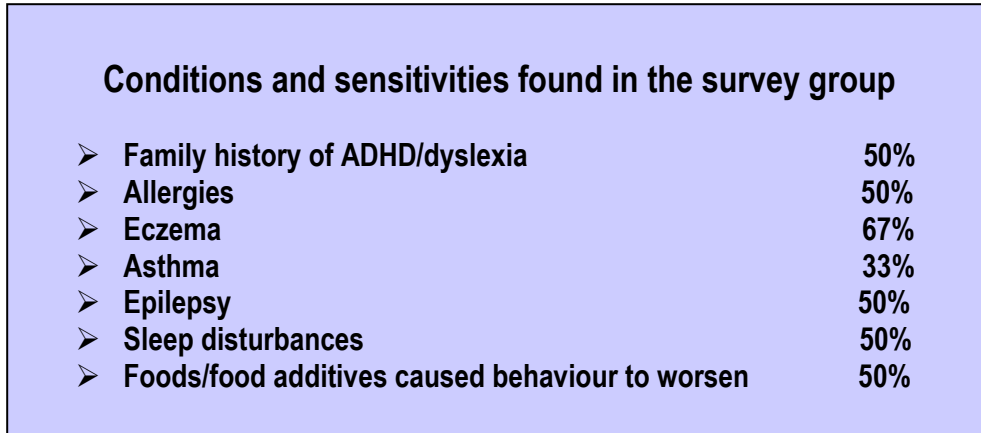 Conditions and sensitivities found in the survey group
➢ Family history of ADHD/dyslexia 50%
➢ Allergies 50%
➢ Eczema 67%
➢ Asthma 33%
➢ Epilepsy 50%
➢ Sleep disturbances 50%
➢ Foods/food additives caused behaviour to worsen 50%